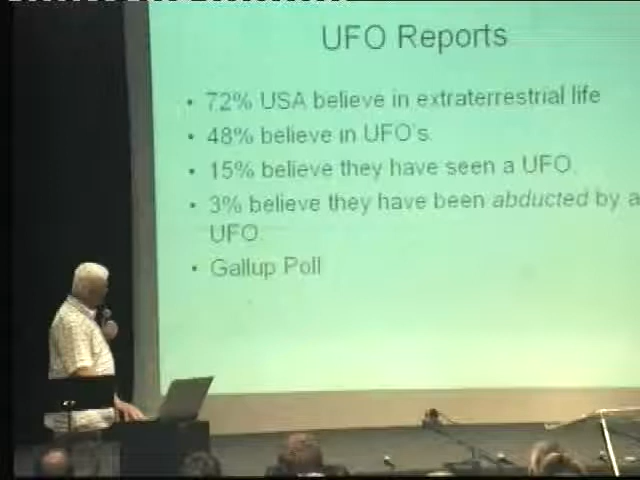 UFO Reports
• 72% USA believe in extraterrestrial life
• 48% believe in UFO's.
• 15% believe they have seen a UFO.
• 3% believe they have been abducted by a
UFO.
• Gallup Poll